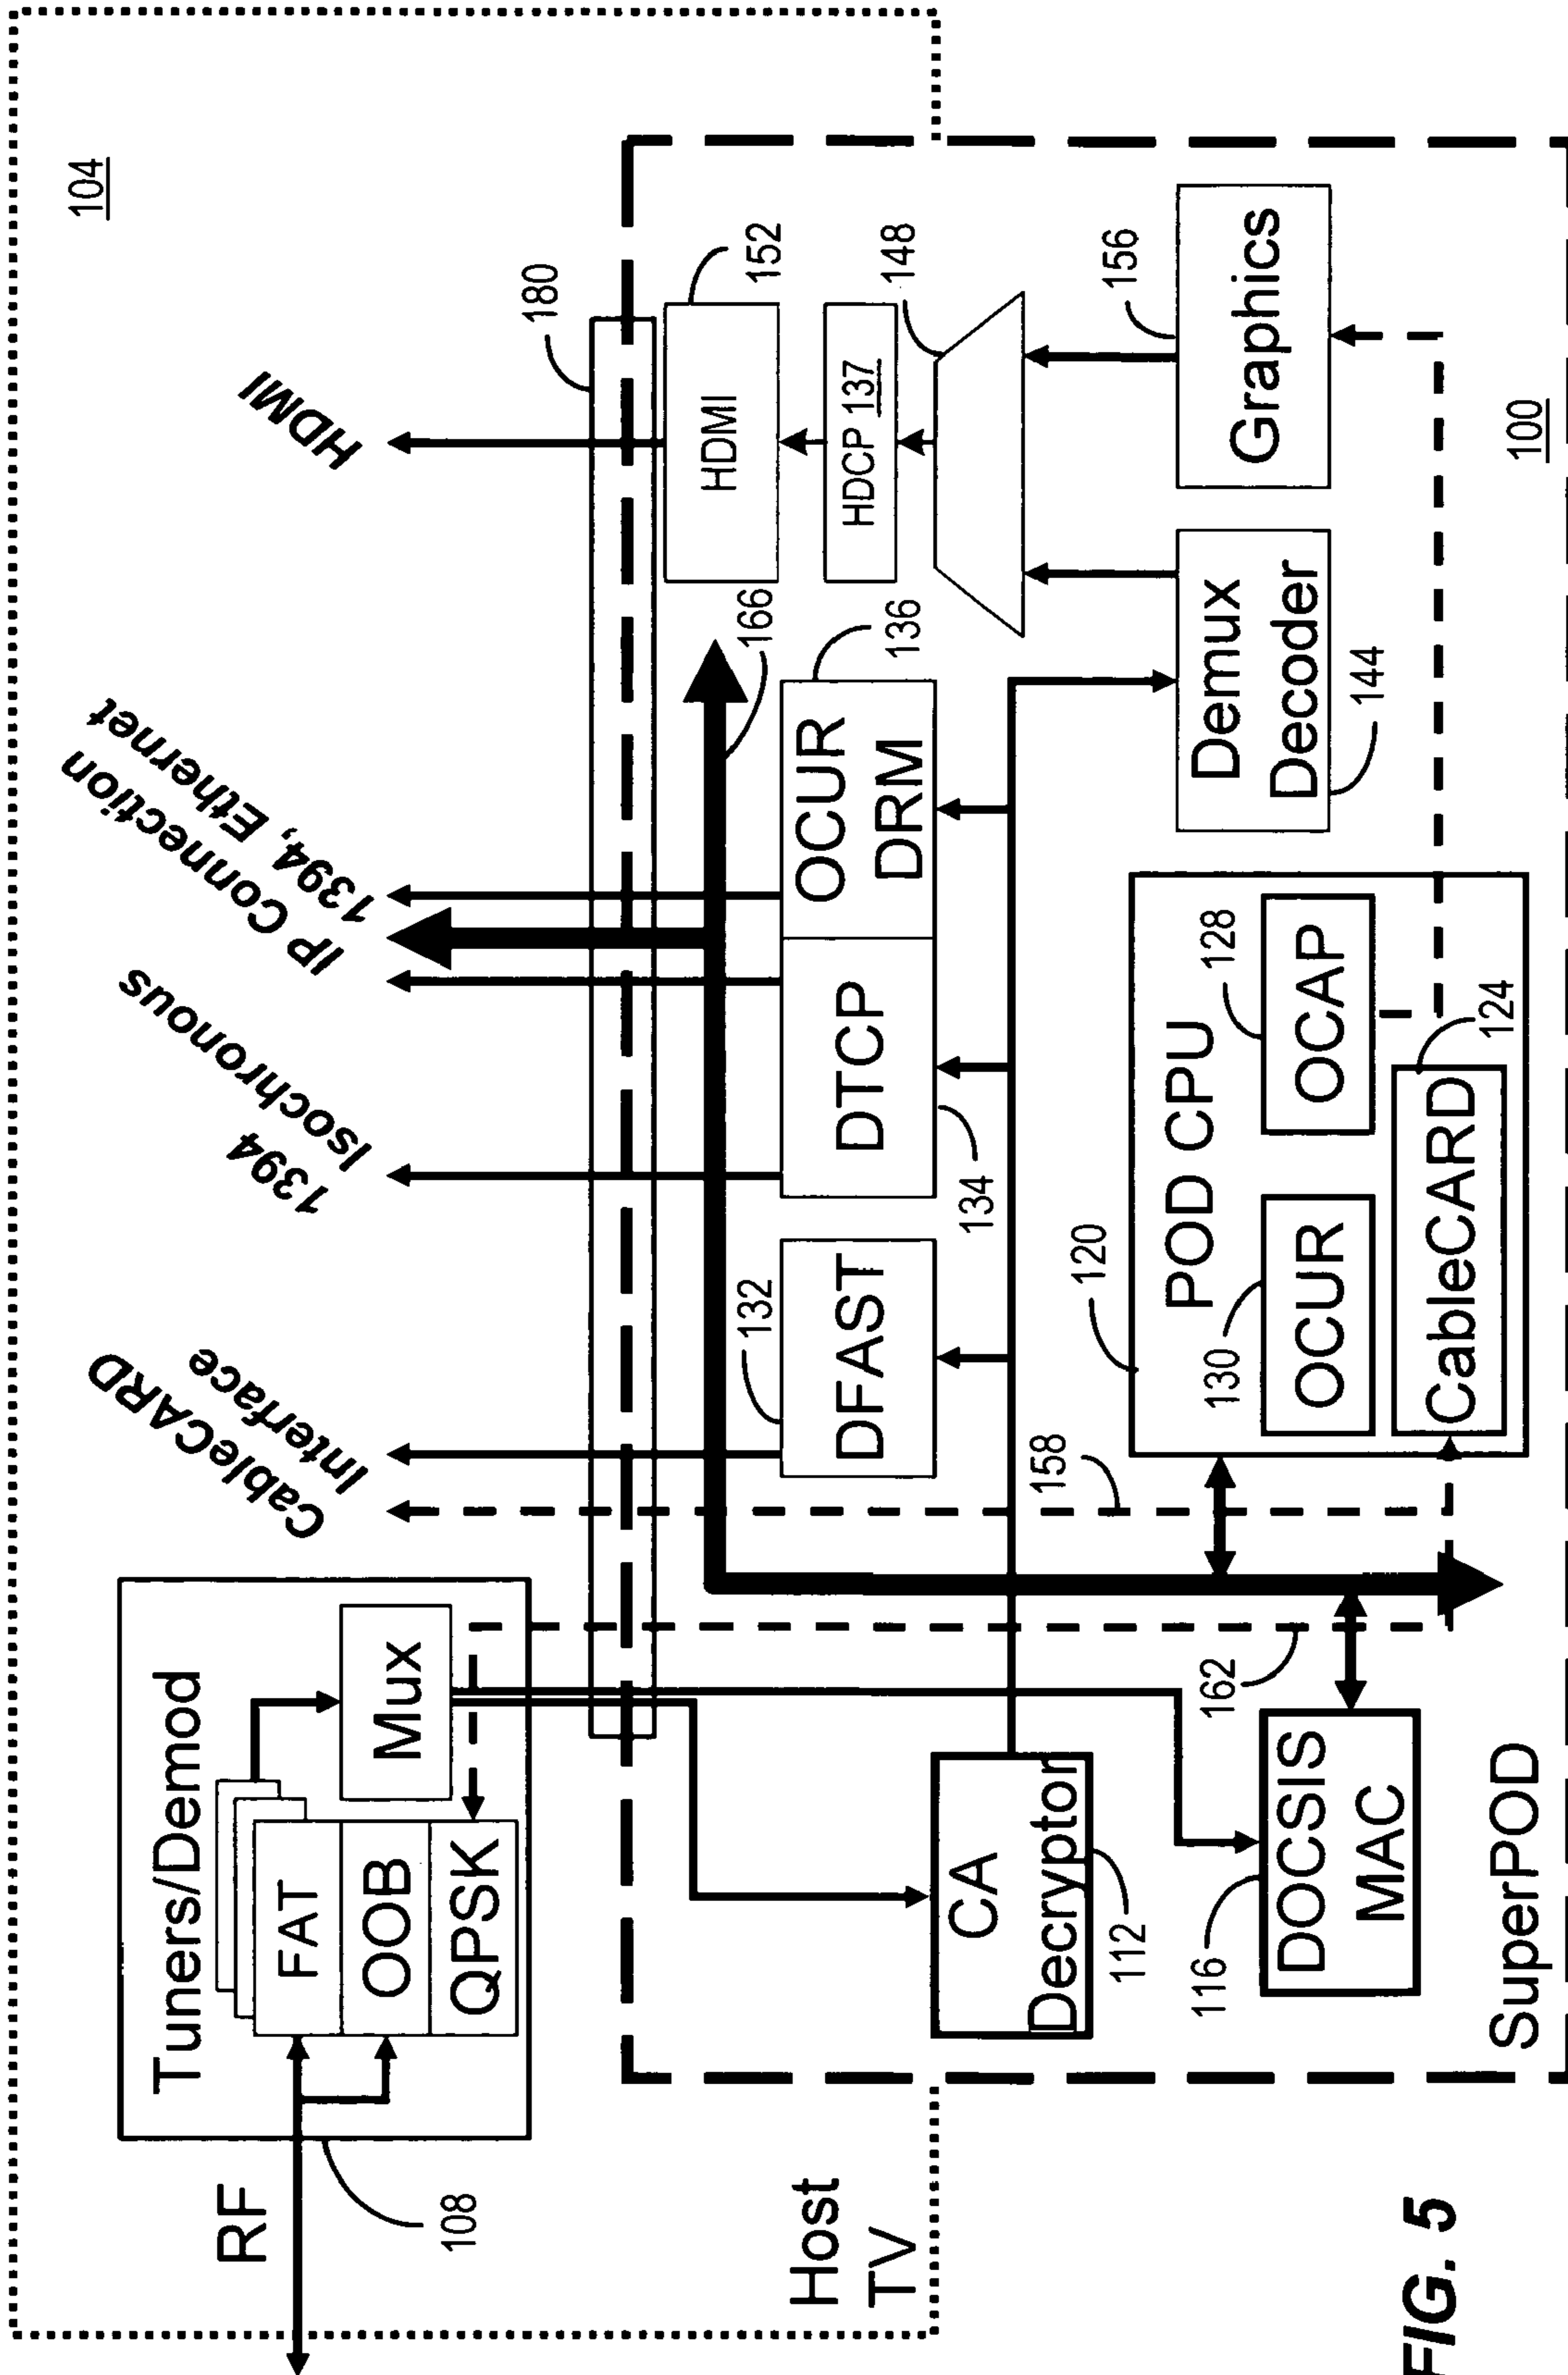 104
RF
108
Tuners/Demod
FAT
OOB
QPSK
Mux
CableCARD
Interface
1394
Isochronous
IP Connection
1394, Ethernet
HDMI
180
Host
TV
CA
Decryptor
112
DFAST
132
DTCP
134
OCUR
DRM
136
166
HDMI
152
HDCP 137
148
162
158
DOCSIS
MAC
116
120
POD CPU
OCUR
130
OCAP
128
CableCARD
124
Demux
Decoder
144
Graphics
156
SuperPOD
100
FIG. 5